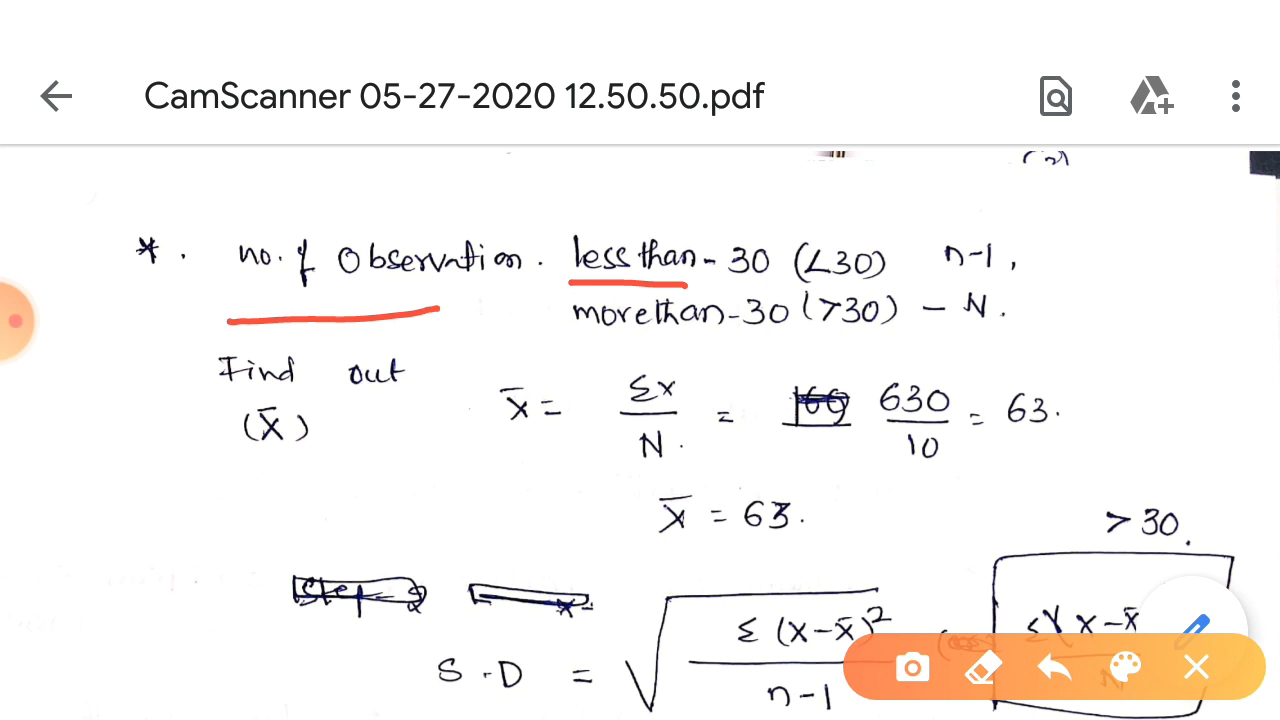 CamScanner 05-27-2020 12.50.50.pdf
*. no. of Observation. less than - 30 (<30) n-1,
more than - 30 (>30) - N.
Find out
(x̄)
x̄ = Σx / N. = 630 / 10 = 63.
x̄ = 63.
> 30.
S.D = √ Σ (x-x̄)² / n-1
Σ(x-x̄
N